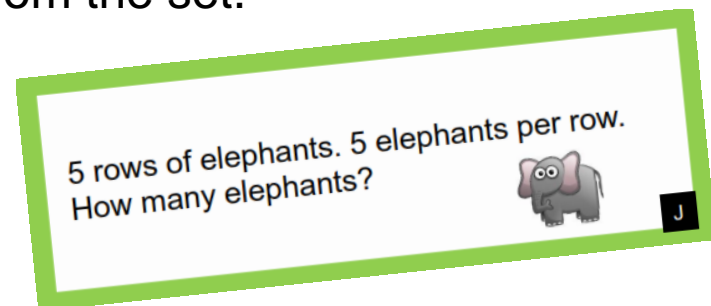 om the set.
5 rows of elephants. 5 elephants per row.
How many elephants?
J